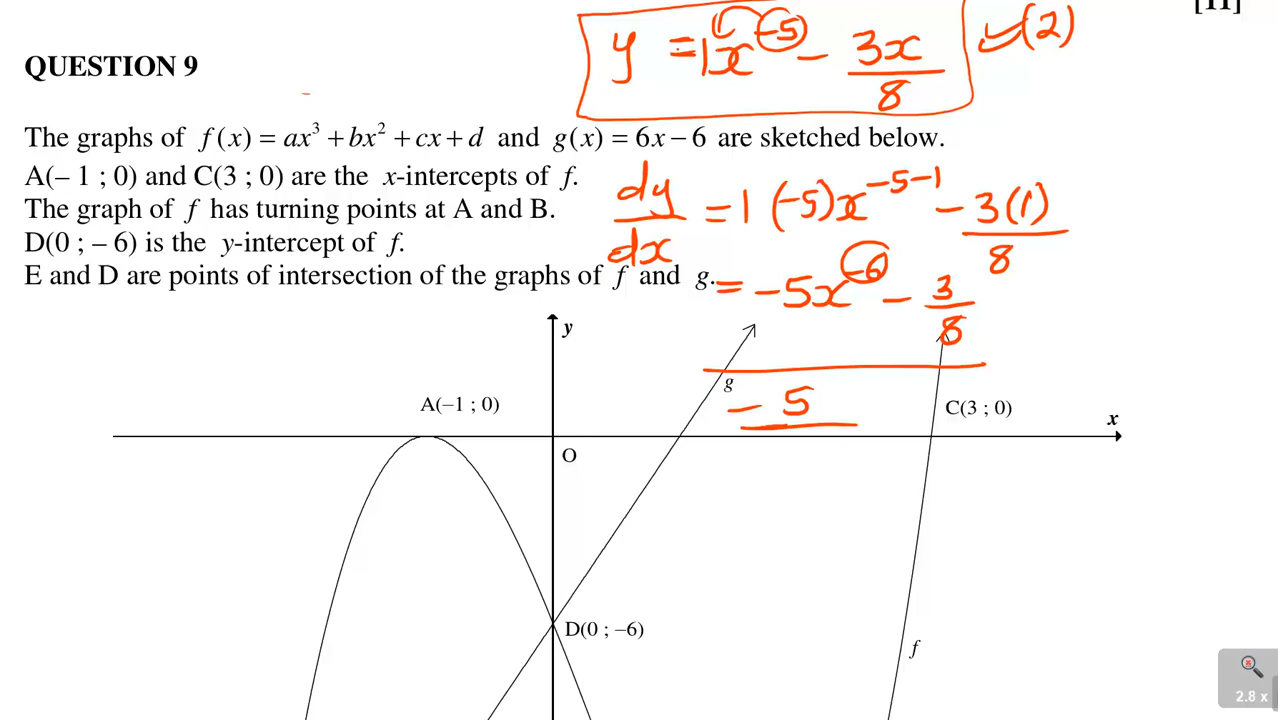 [11]
y = 1x^(-5) - 3x/8 (2)
QUESTION 9
The graphs of f(x) = ax³ + bx² + cx + d and g(x) = 6x − 6 are sketched below.
A(– 1 ; 0) and C(3 ; 0) are the x-intercepts of f.
The graph of f has turning points at A and B.
D(0 ; – 6) is the y-intercept of f.
E and D are points of intersection of the graphs of f and g.
dy/dx = 1(-5)x^(-5-1) - 3(1)/8
= -5x^(-6) - 3/8
- 5
y
g
A(–1 ; 0)
C(3 ; 0)
x
O
D(0 ; –6)
f
2.8 x